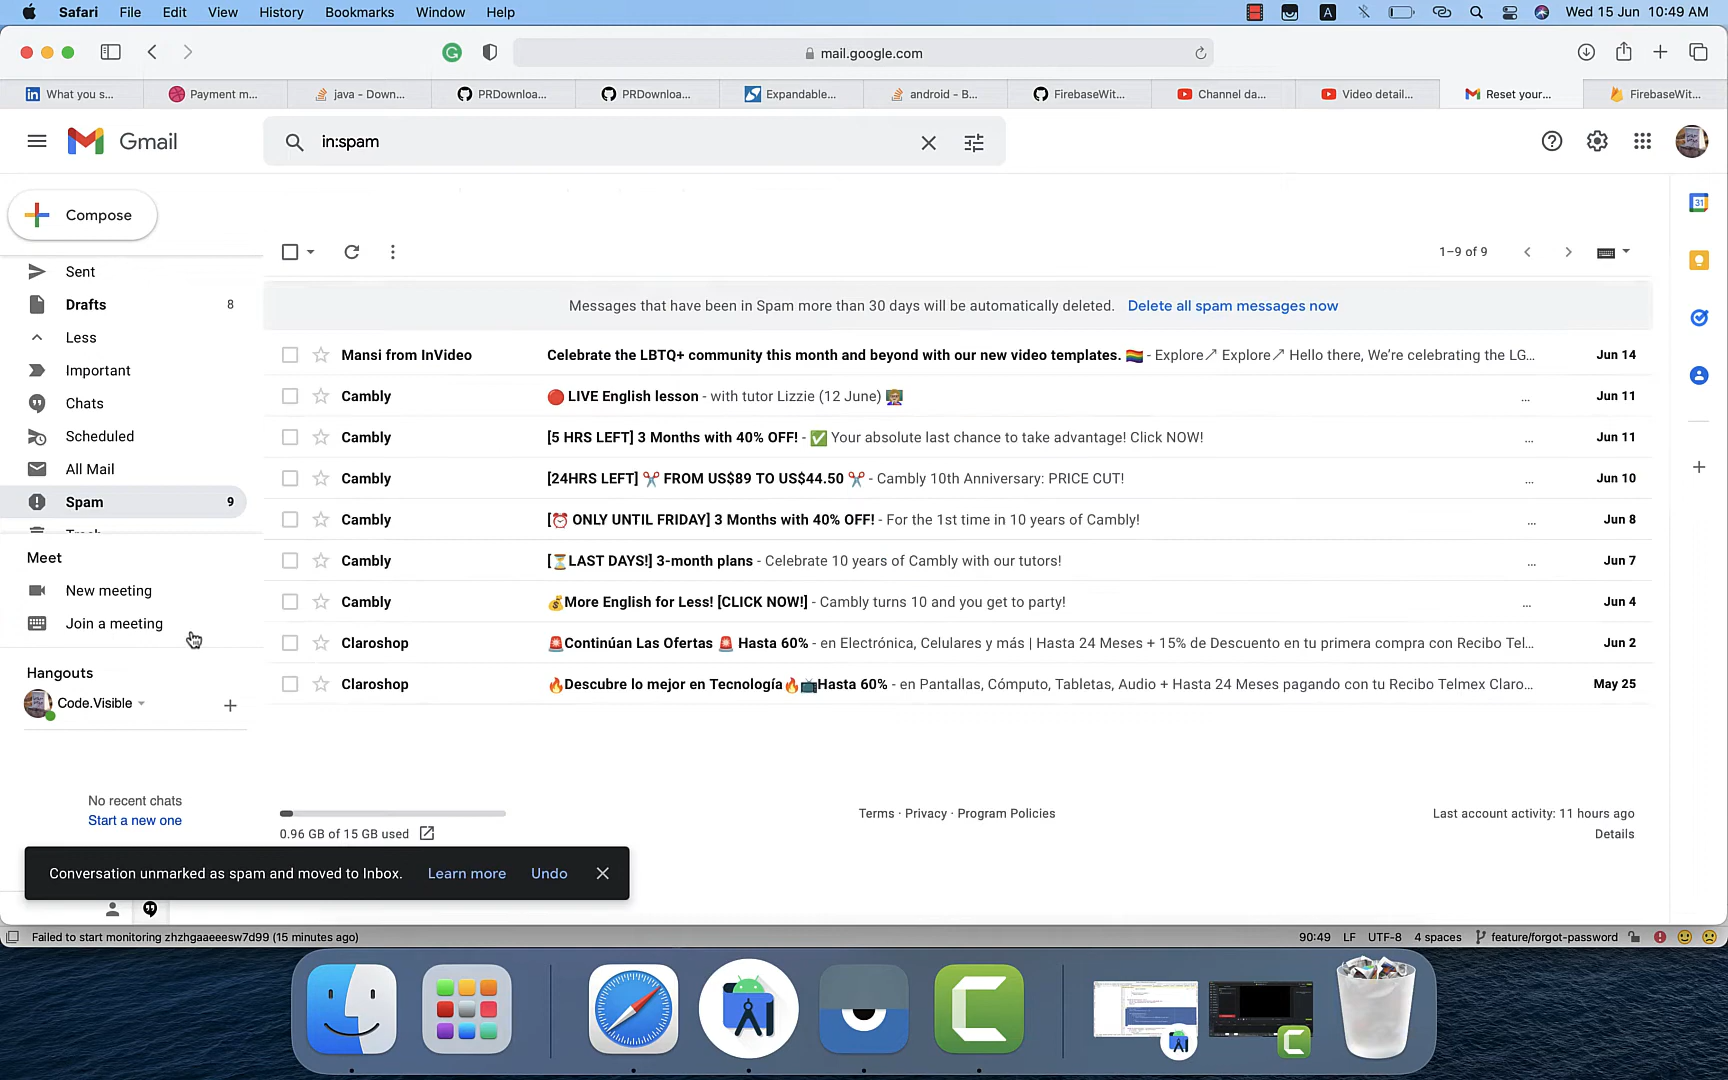 Safari File Edit View History Bookmarks Window Help
A
Wed 15 Jun 10:49 AM
mail.google.com
What you s...
Payment m...
java - Down...
PRDownloa...
PRDownloa...
Expandable...
android - B...
FirebaseWit...
Channel da...
Video detail...
Reset your...
FirebaseWit...
Gmail
in:spam
Compose
1–9 of 9
31
Sent
Drafts 8
Less
Important
Chats
Scheduled
All Mail
Spam 9
Messages that have been in Spam more than 30 days will be automatically deleted. Delete all spam messages now
Mansi from InVideo Celebrate the LBTQ+ community this month and beyond with our new video templates. 🏳️‍🌈 - Explore↗ Explore↗ Hello there, We're celebrating the LG... Jun 14
Cambly 🔴 LIVE English lesson - with tutor Lizzie (12 June) 👩🏼‍🏫 ... Jun 11
Cambly [5 HRS LEFT] 3 Months with 40% OFF! - ✅ Your absolute last chance to take advantage! Click NOW! ... Jun 11
Cambly [24HRS LEFT] ✂️ FROM US$89 TO US$44.50 ✂️ - Cambly 10th Anniversary: PRICE CUT! ... Jun 10
Cambly [⏰ ONLY UNTIL FRIDAY] 3 Months with 40% OFF! - For the 1st time in 10 years of Cambly! ... Jun 8
Cambly [⏳LAST DAYS!] 3-month plans - Celebrate 10 years of Cambly with our tutors! ... Jun 7
Cambly 💰More English for Less! [CLICK NOW!] - Cambly turns 10 and you get to party! ... Jun 4
Claroshop 🚨Continúan Las Ofertas 🚨 Hasta 60% - en Electrónica, Celulares y más | Hasta 24 Meses + 15% de Descuento en tu primera compra con Recibo Tel... Jun 2
Claroshop 🔥Descubre lo mejor en Tecnología🔥📺Hasta 60% - en Pantallas, Cómputo, Tabletas, Audio + Hasta 24 Meses pagando con tu Recibo Telmex Claro... May 25
Meet
New meeting
Join a meeting
Hangouts
Code.Visible
No recent chats
Start a new one
0.96 GB of 15 GB used
Terms · Privacy · Program Policies
Last account activity: 11 hours ago
Details
Conversation unmarked as spam and moved to Inbox. Learn more Undo
Failed to start monitoring zhzhgaaeeesw7d99 (15 minutes ago)
90:49 LF UTF-8 4 spaces feature/forgot-password